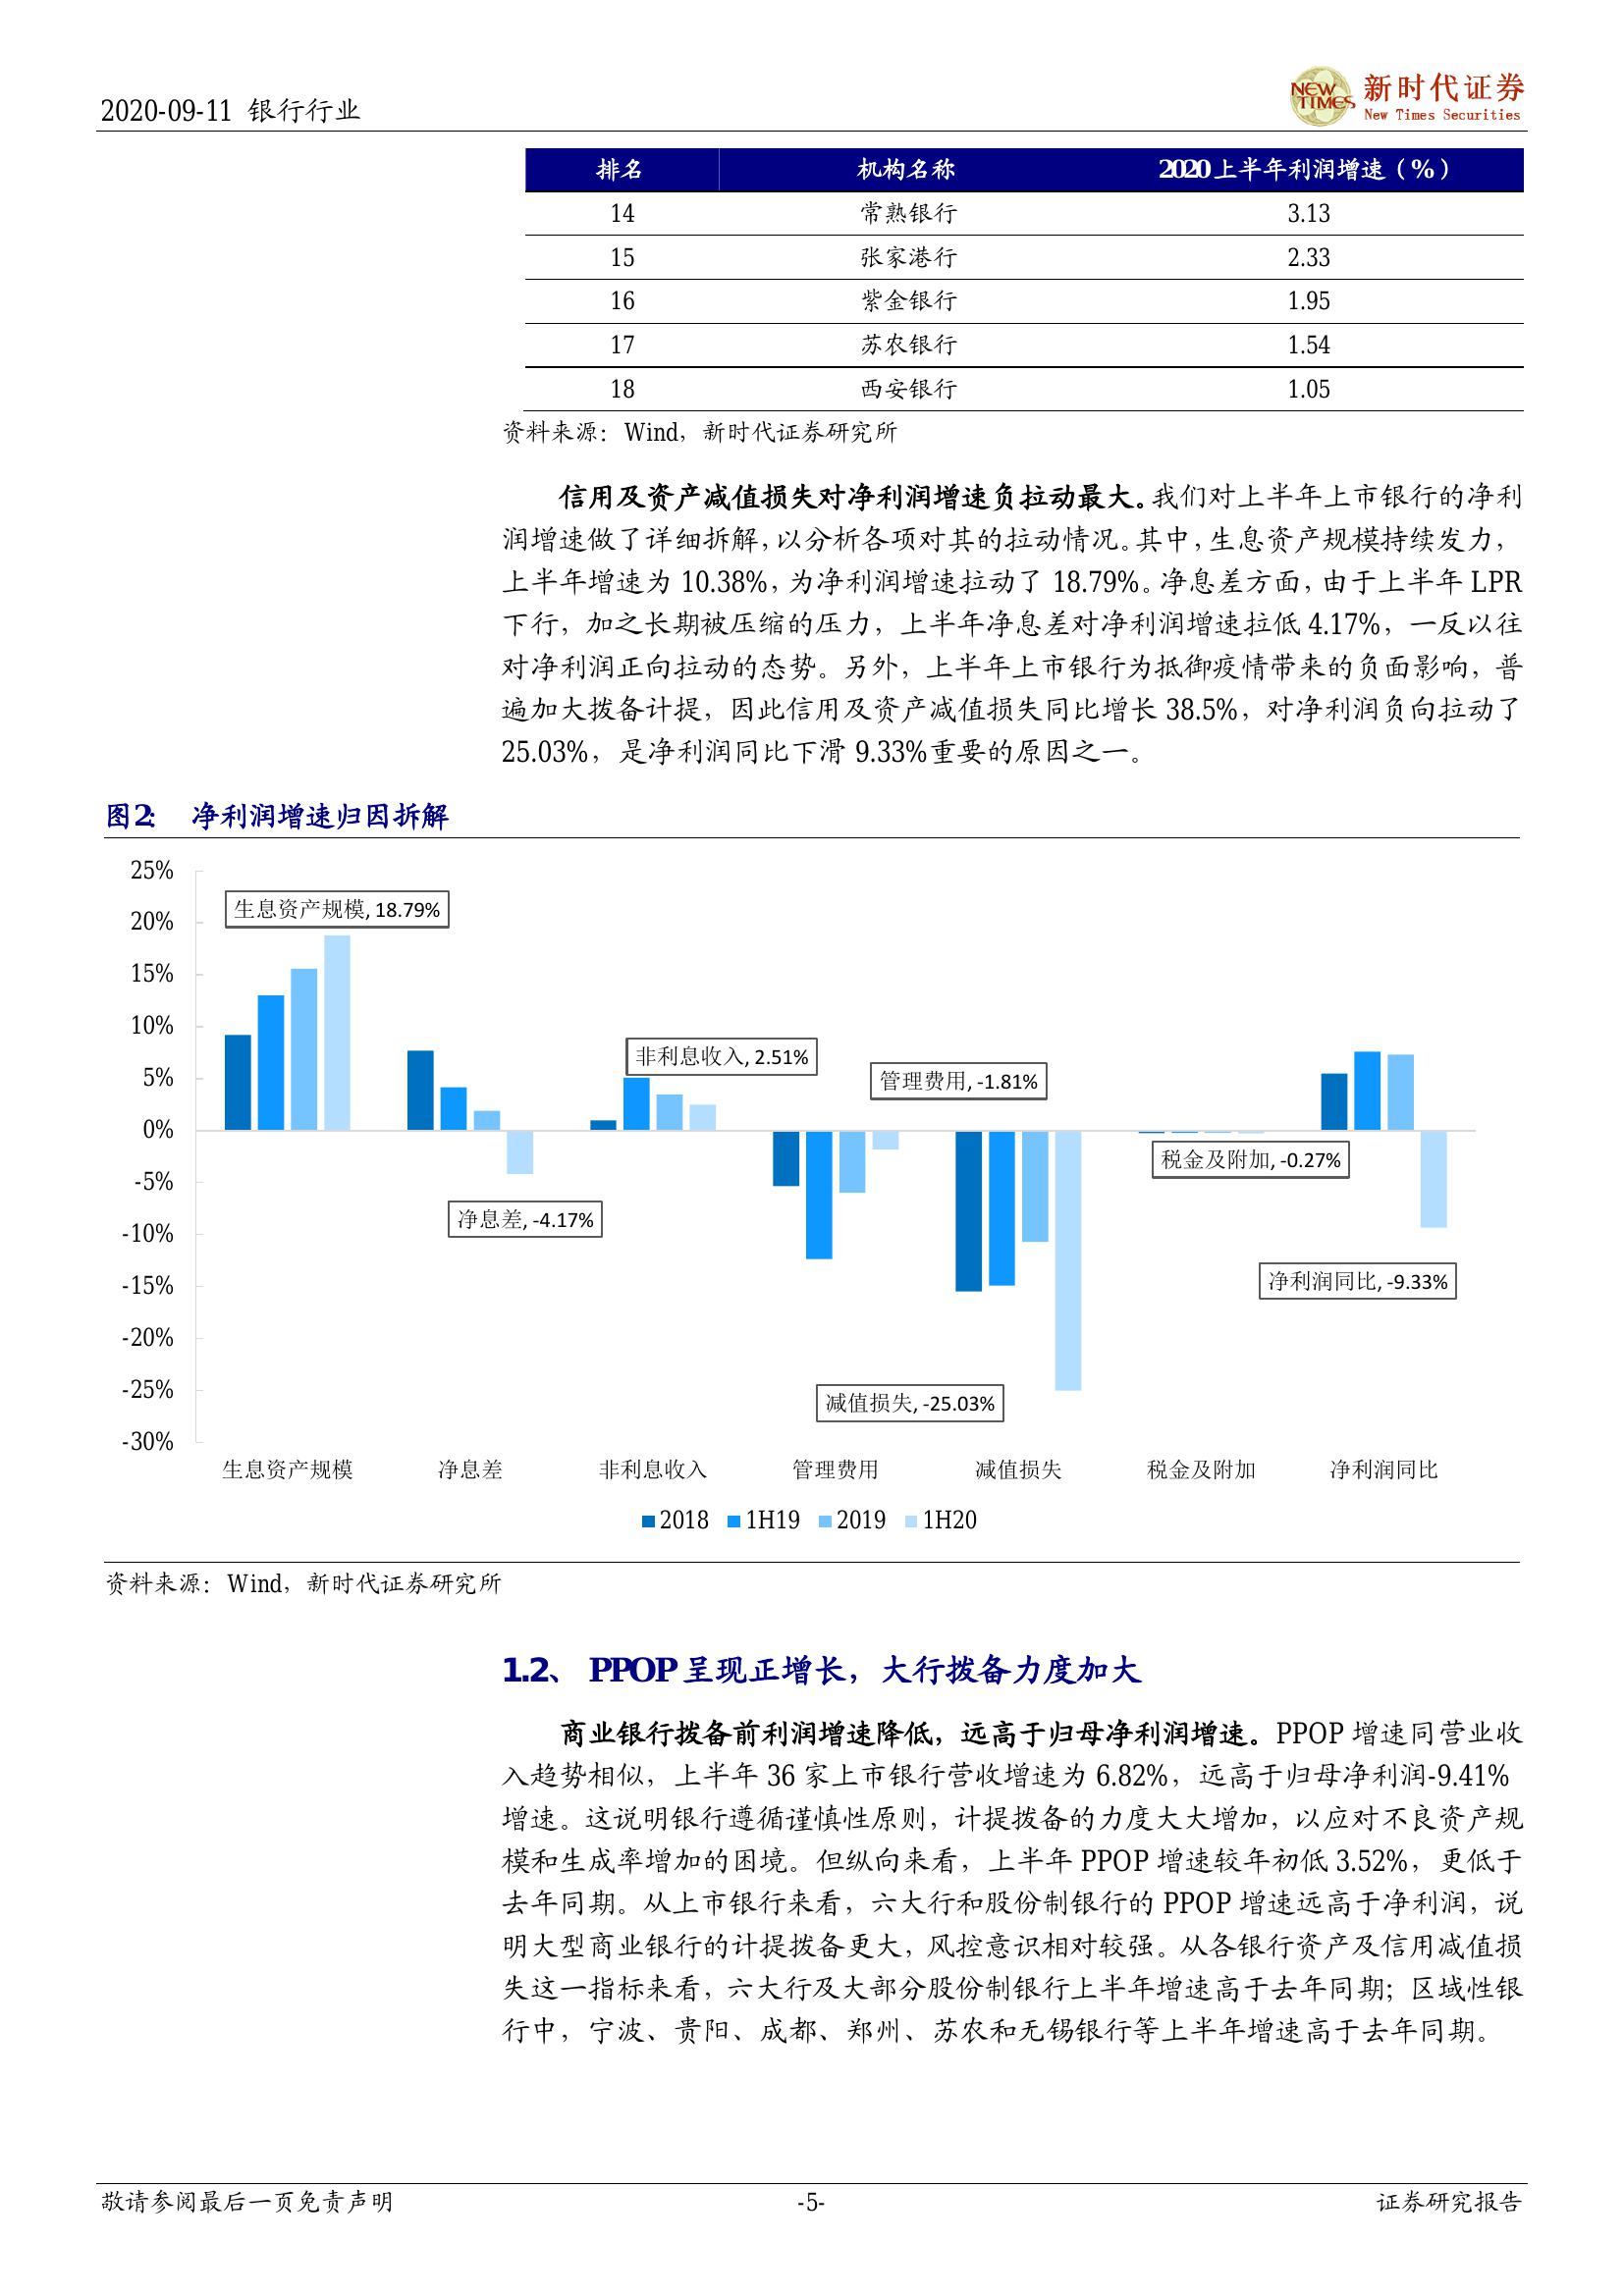 2020-09-11 银行行业
NEW TIMES
新时代证券
New Times Securities
排名 机构名称 2020上半年利润增速（%）
14 常熟银行 3.13
15 张家港行 2.33
16 紫金银行 1.95
17 苏农银行 1.54
18 西安银行 1.05
资料来源：Wind，新时代证券研究所
信用及资产减值损失对净利润增速负拉动最大。我们对上半年上市银行的净利
润增速做了详细拆解，以分析各项对其的拉动情况。其中，生息资产规模持续发力，
上半年增速为 10.38%，为净利润增速拉动了 18.79%。净息差方面，由于上半年 LPR
下行，加之长期被压缩的压力，上半年净息差对净利润增速拉低 4.17%，一反以往
对净利润正向拉动的态势。另外，上半年上市银行为抵御疫情带来的负面影响，普
遍加大拨备计提，因此信用及资产减值损失同比增长 38.5%，对净利润负向拉动了
25.03%，是净利润同比下滑 9.33%重要的原因之一。
图2： 净利润增速归因拆解
25%
20%
15%
10%
5%
0%
-5%
-10%
-15%
-20%
-25%
-30%
生息资产规模, 18.79%
净息差, -4.17%
非利息收入, 2.51%
管理费用, -1.81%
减值损失, -25.03%
税金及附加, -0.27%
净利润同比, -9.33%
生息资产规模 净息差 非利息收入 管理费用 减值损失 税金及附加 净利润同比
2018 1H19 2019 1H20
资料来源：Wind，新时代证券研究所
1.2、 PPOP 呈现正增长，大行拨备力度加大
商业银行拨备前利润增速降低，远高于归母净利润增速。PPOP 增速同营业收
入趋势相似，上半年 36 家上市银行营收增速为 6.82%，远高于归母净利润-9.41%
增速。这说明银行遵循谨慎性原则，计提拨备的力度大大增加，以应对不良资产规
模和生成率增加的困境。但纵向来看，上半年 PPOP 增速较年初低 3.52%，更低于
去年同期。从上市银行来看，六大行和股份制银行的 PPOP 增速远高于净利润，说
明大型商业银行的计提拨备更大，风控意识相对较强。从各银行资产及信用减值损
失这一指标来看，六大行及大部分股份制银行上半年增速高于去年同期；区域性银
行中，宁波、贵阳、成都、郑州、苏农和无锡银行等上半年增速高于去年同期。
敬请参阅最后一页免责声明 -5- 证券研究报告